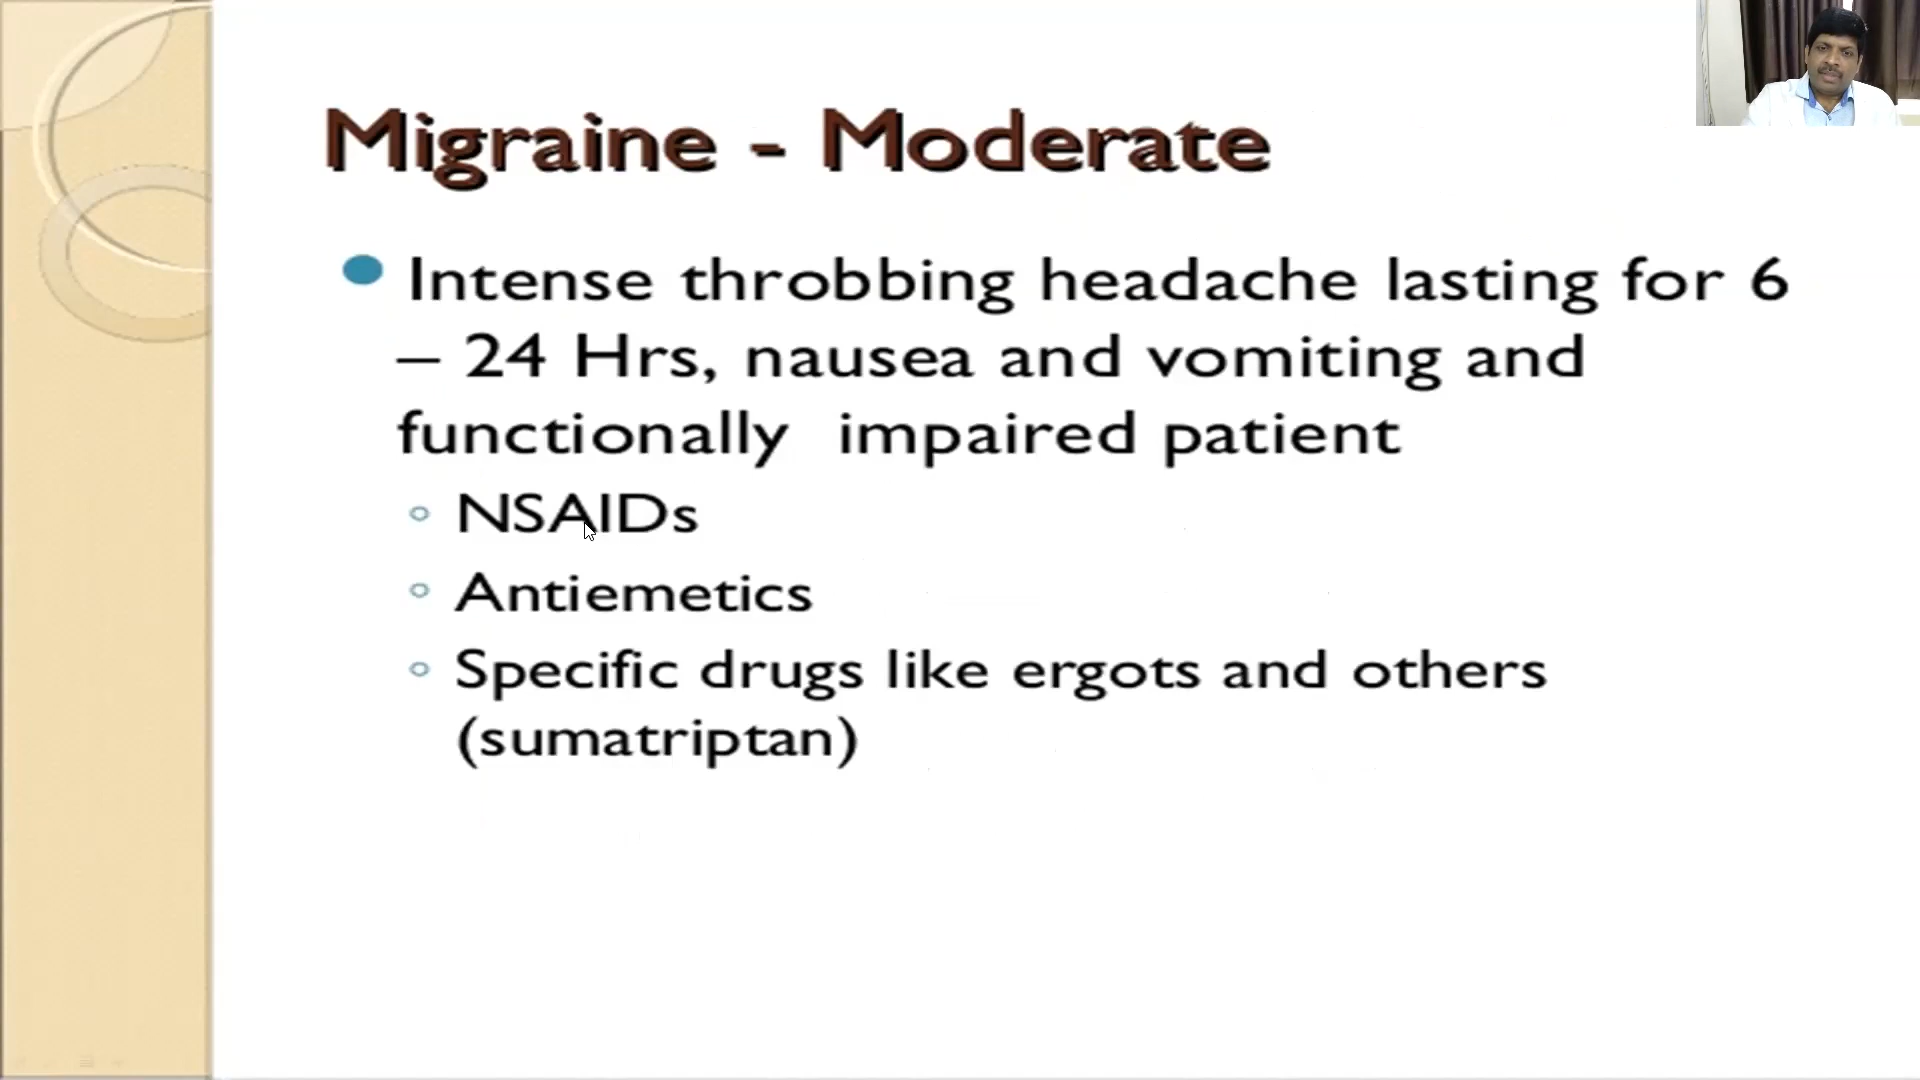 Migraine - Moderate
Intense throbbing headache lasting for 6
– 24 Hrs, nausea and vomiting and
functionally impaired patient
NSAIDs
Antiemetics
Specific drugs like ergots and others
(sumatriptan)